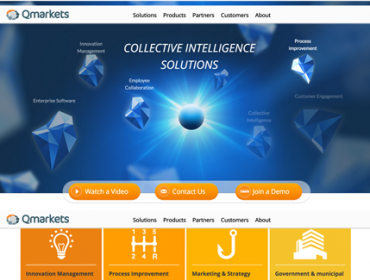 Qmarkets
Solutions Products Partners Customers About
COLLECTIVE INTELLIGENCE
SOLUTIONS
Innovation
Management
Process
improvement
Employee
Collaboration
Enterprise Software
Customer Engagement
Collective
Intelligence
Watch a Video
Contact Us
Join a Demo
Qmarkets
Solutions Products Partners Customers About
1 3 5
2 4 R
Innovation Management
Process Improvement
Marketing & Strategy
Government & municipal